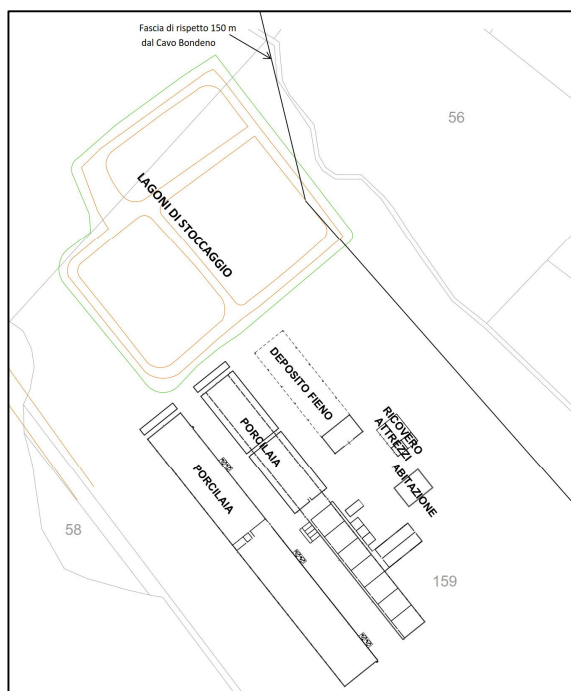 Fascia di rispetto 150 m
dal Cavo Bondeno
56
LAGONI DI STOCCAGGIO
DEPOSITO FIENO
RICOVERO
ATTREZZI
PORCILAIA
ABITAZIONE
PORCILAIA
58
159